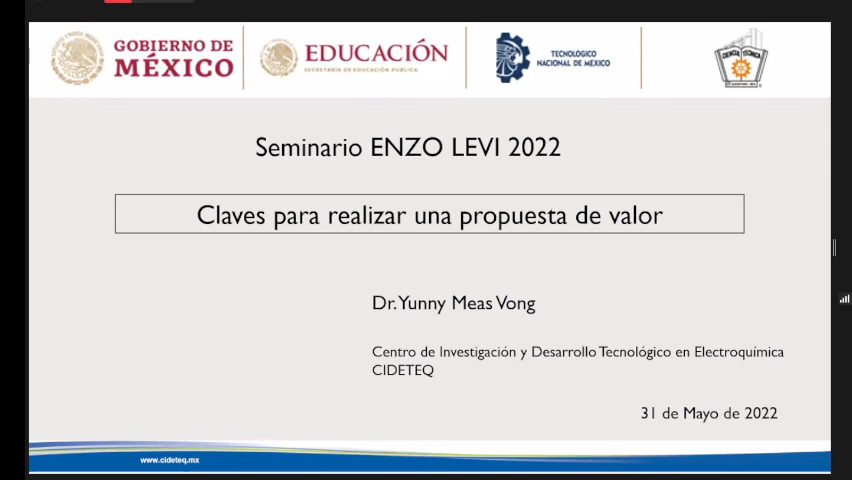 GOBIERNO DE
MÉXICO
EDUCACIÓN
SECRETARÍA DE EDUCACIÓN PÚBLICA
TECNOLÓGICO
NACIONAL DE MÉXICO
CIENCIA TÉCNICA
Seminario ENZO LEVI 2022
Claves para realizar una propuesta de valor
Dr. Yunny Meas Vong
Centro de Investigación y Desarrollo Tecnológico en Electroquímica
CIDETEQ
31 de Mayo de 2022
www.cideteq.mx